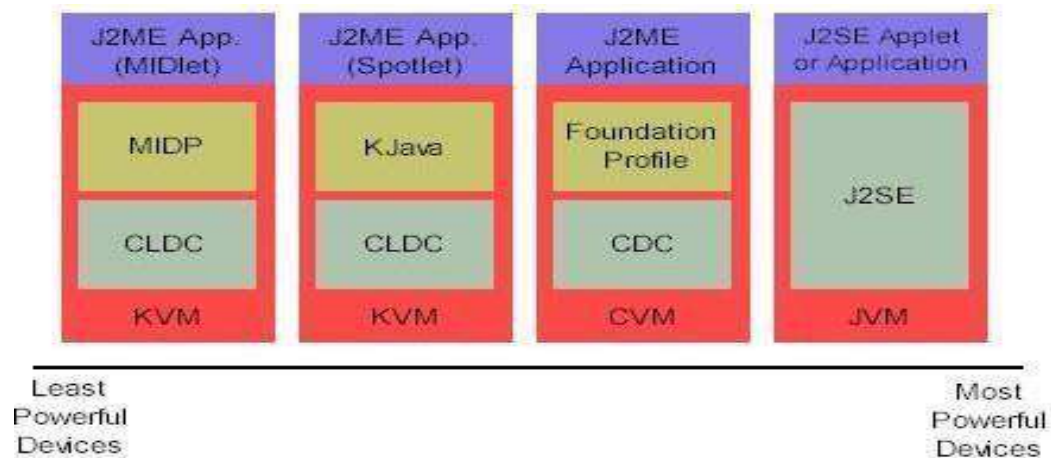 J2ME App.
(MIDlet)
MIDP
CLDC
KVM
J2ME App.
(Spotlet)
KJava
CLDC
KVM
J2ME
Application
Foundation
Profile
CDC
CVM
J2SE Applet
or Application
J2SE
JVM
Least
Powerful
Devices
Most
Powerful
Devices